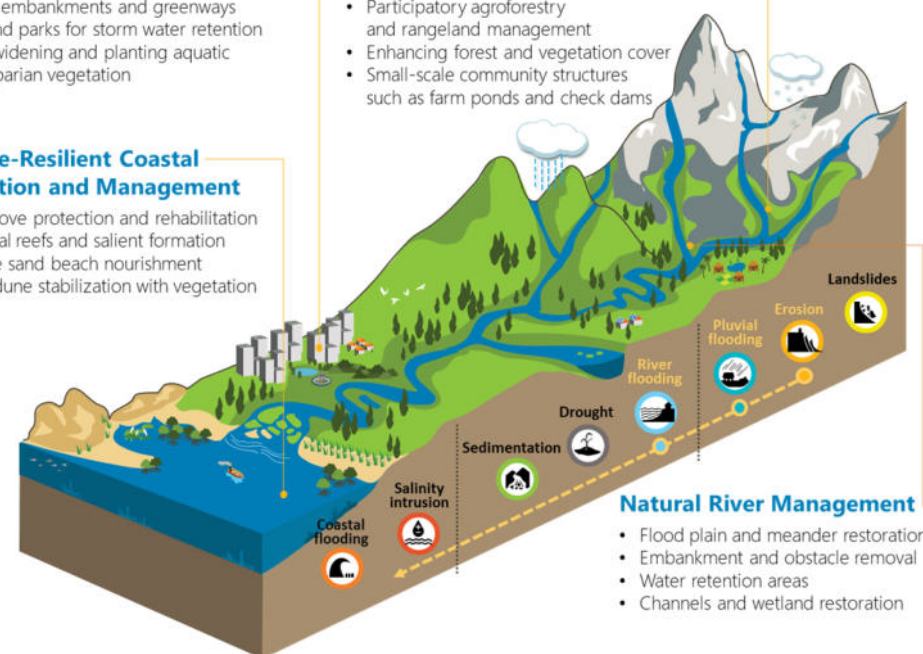 embankments and greenways
nd parks for storm water retention
widening and planting aquatic
parian vegetation
• Participatory agroforestry
and rangeland management
• Enhancing forest and vegetation cover
• Small-scale community structures
such as farm ponds and check dams
e-Resilient Coastal
tion and Management
ove protection and rehabilitation
al reefs and salient formation
e sand beach nourishment
dune stabilization with vegetation
Landslides
Erosion
Pluvial
flooding
River
flooding
Drought
Sedimentation
Salinity
intrusion
Coastal
flooding
Natural River Management
• Flood plain and meander restoration
• Embankment and obstacle removal
• Water retention areas
• Channels and wetland restoration